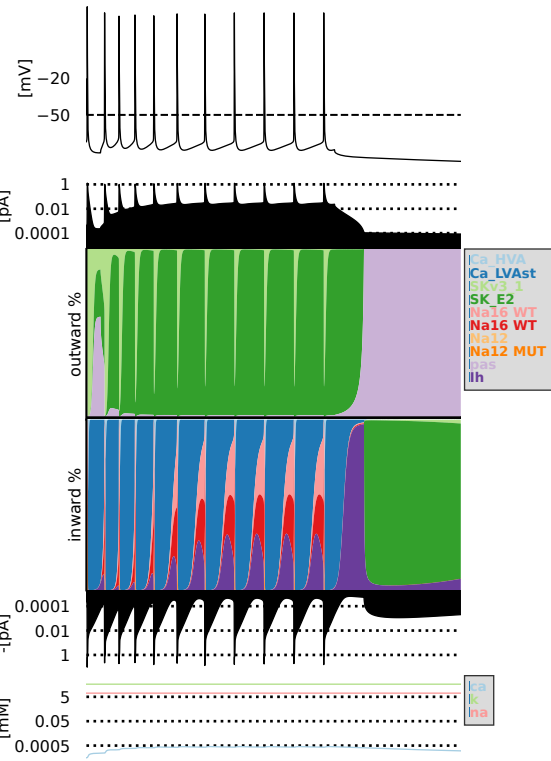 [mV]
−20
−50
[pA]
1
0.01
0.0001
outward %
Ca_HVA
Ca_LVAst
SKv3_1
SK_E2
Na16 WT
Na16 WT
Na12
Na12 MUT
pas
Ih
inward %
-[pA]
0.0001
0.01
1
[mM]
5
0.05
0.0005
ca
k
na